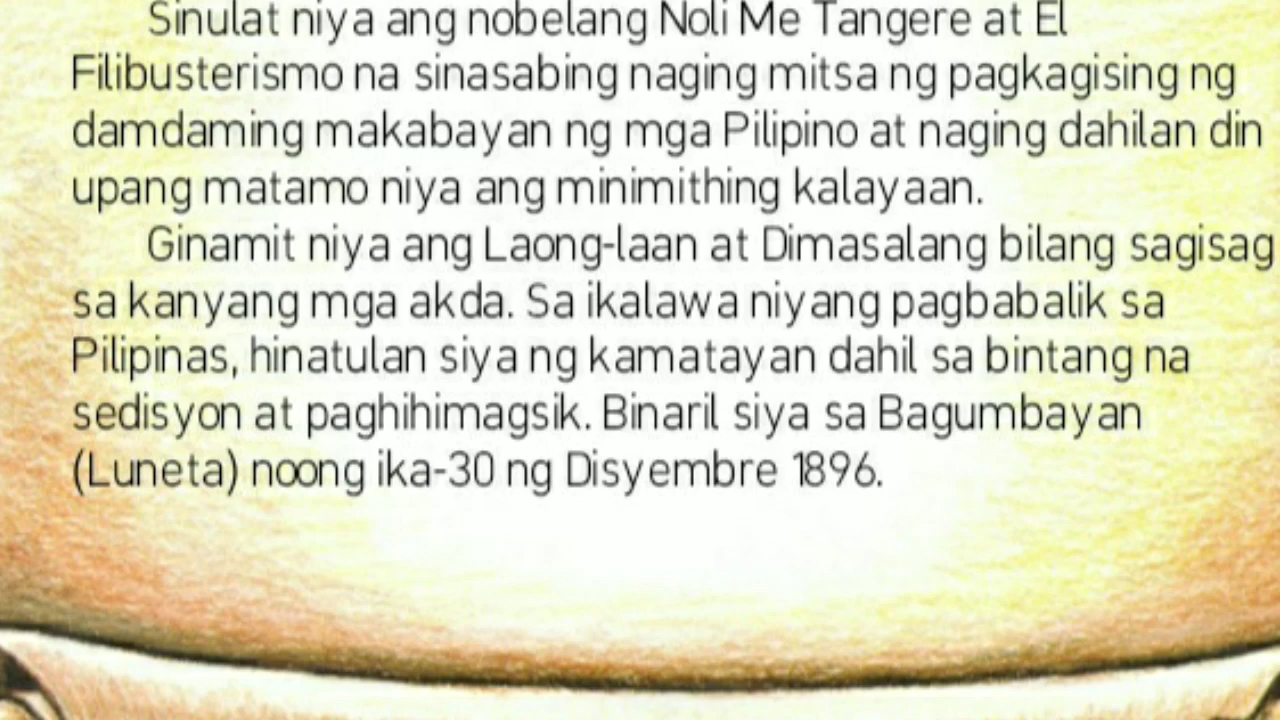 Sinulat niya ang nobelang Noli Me Tangere at El
Filibusterismo na sinasabing naging mitsa ng pagkagising ng
damdaming makabayan ng mga Pilipino at naging dahilan din
upang matamo niya ang minimithing kalayaan.
Ginamit niya ang Laong-laan at Dimasalang bilang sagisag
sa kanyang mga akda. Sa ikalawa niyang pagbabalik sa
Pilipinas, hinatulan siya ng kamatayan dahil sa bintang na
sedisyon at paghihimagsik. Binaril siya sa Bagumbayan
(Luneta) noong ika-30 ng Disyembre 1896.